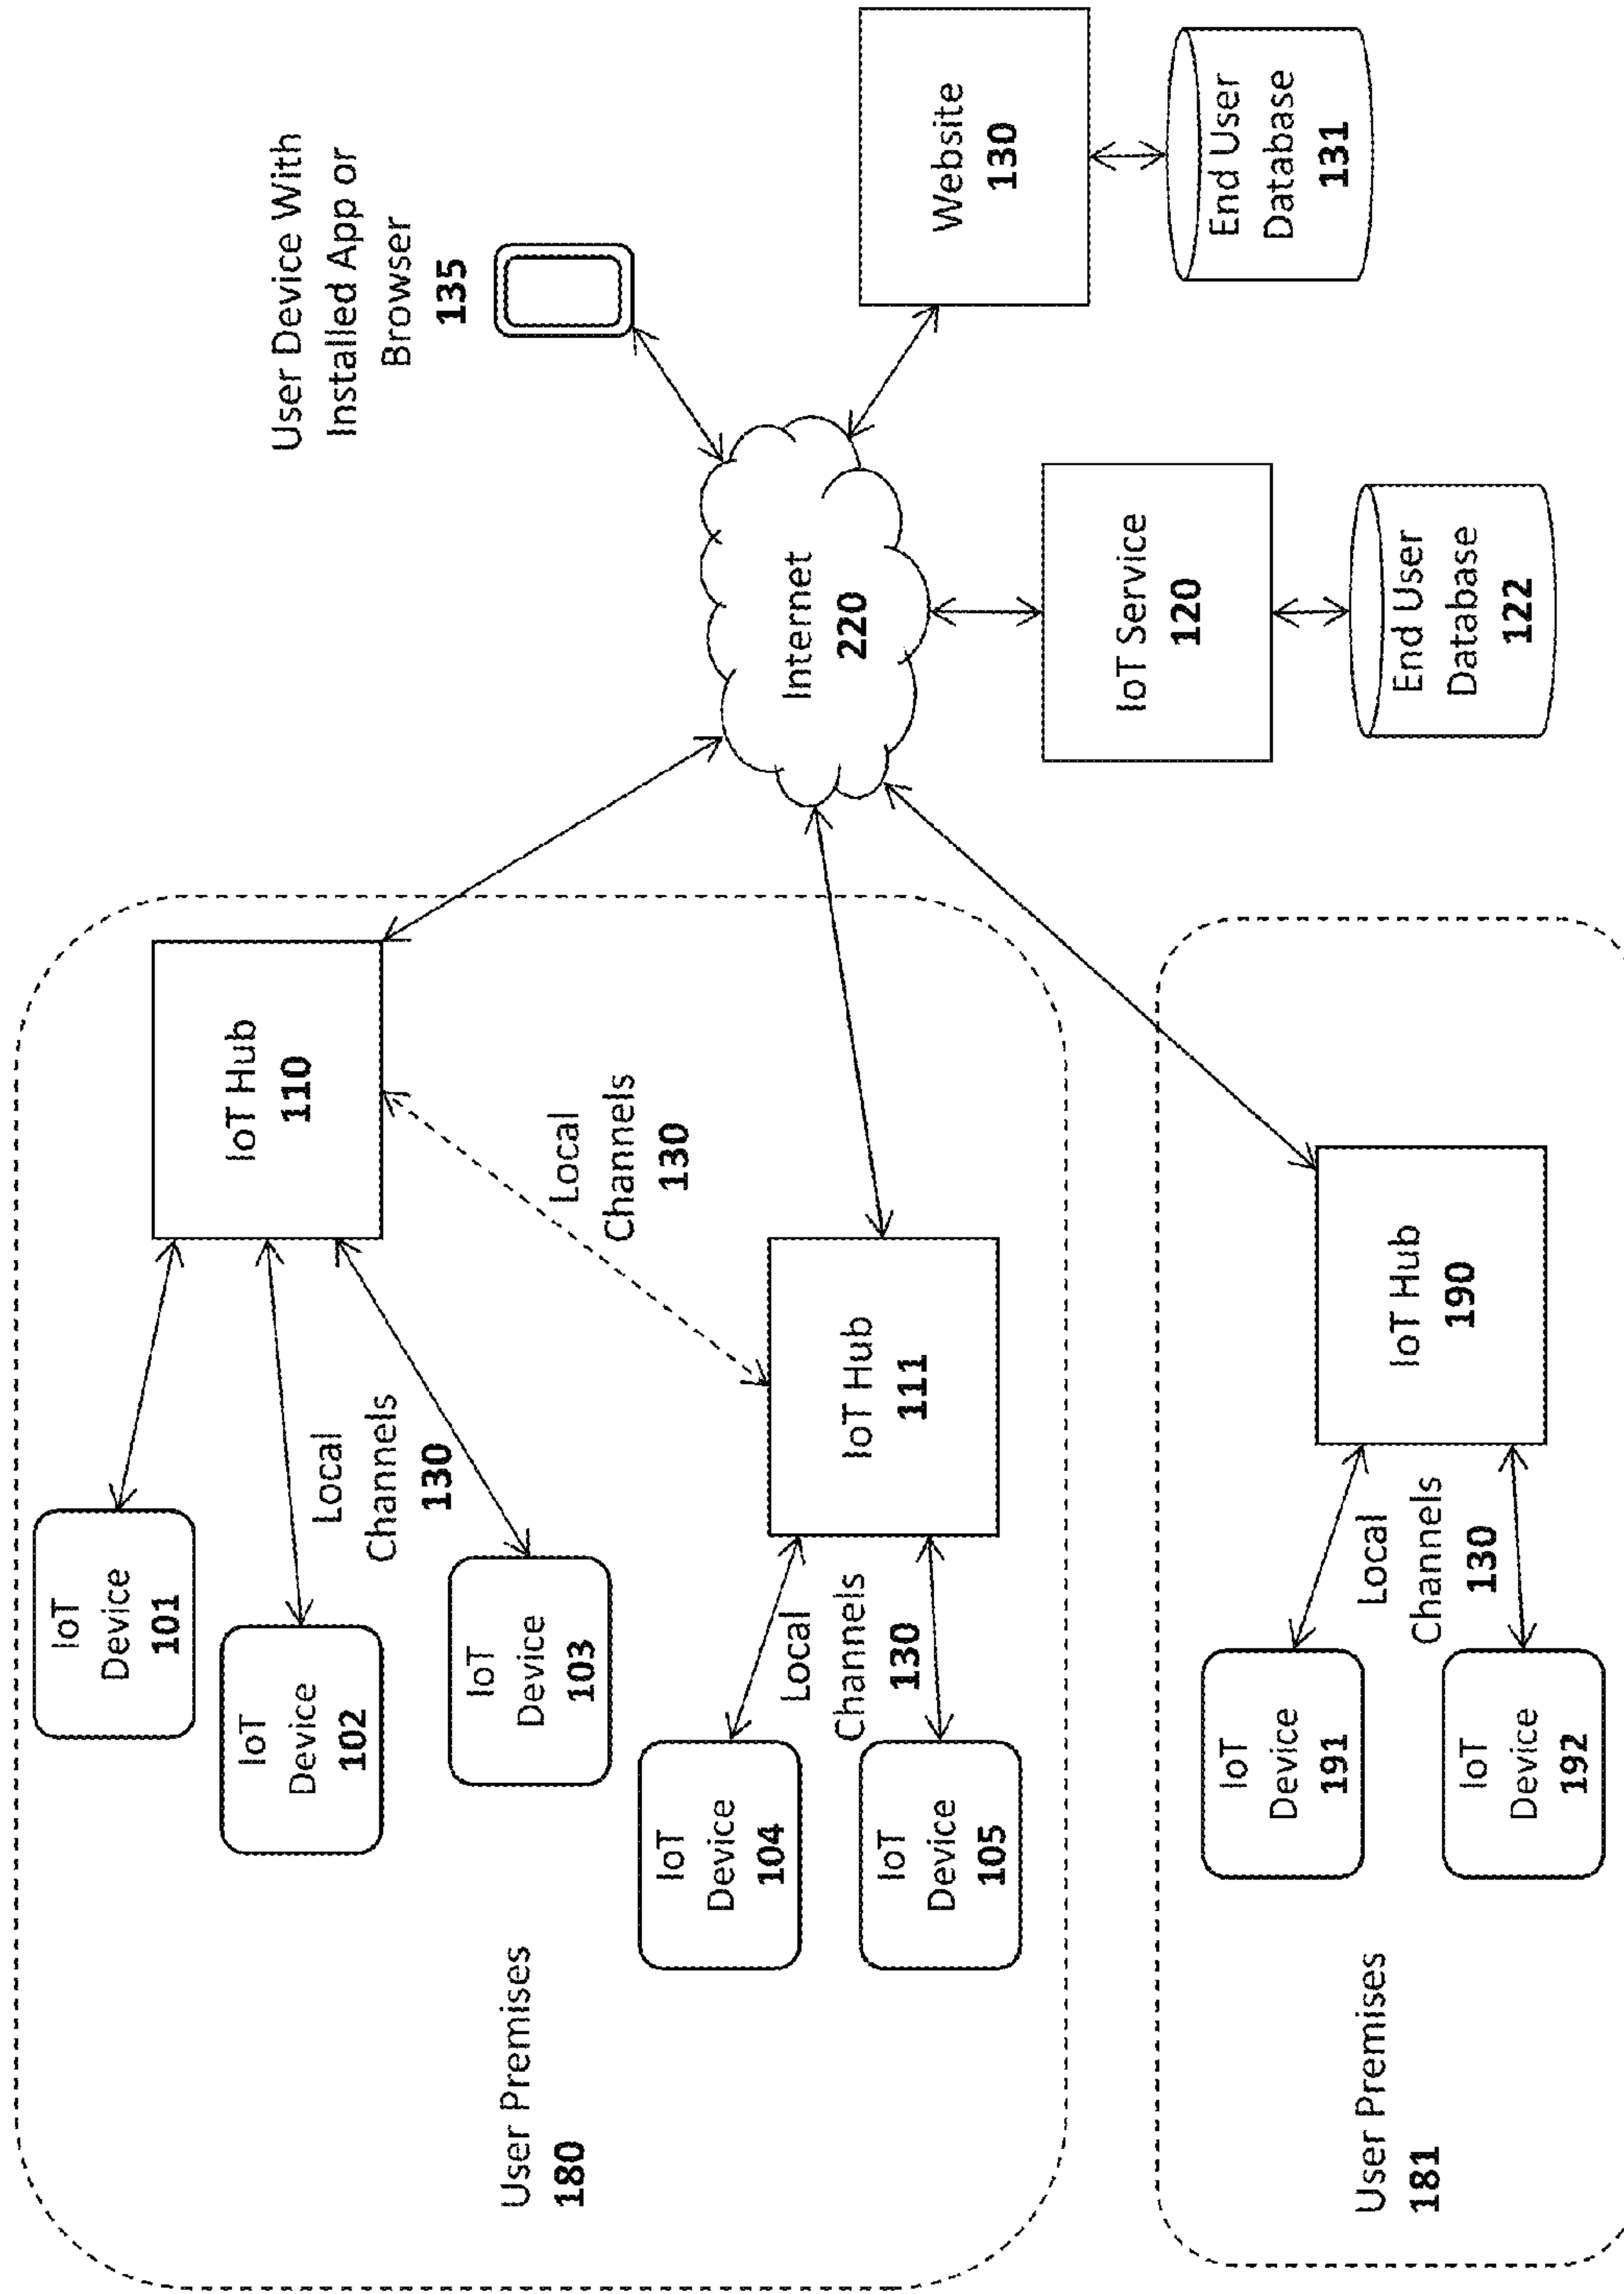 IoT
Device
101
IoT
Device
102
IoT
Device
103
Local
Channels
130
IoT Hub
110
Local
Channels
130
User Premises
180
IoT
Device
104
IoT
Device
105
Local
Channels
130
IoT Hub
111
User Device With
Installed App or
Browser
135
Internet
220
Website
130
End User
Database
131
IoT Service
120
End User
Database
122
User Premises
181
IoT
Device
191
IoT
Device
192
Local
Channels
130
IoT Hub
190